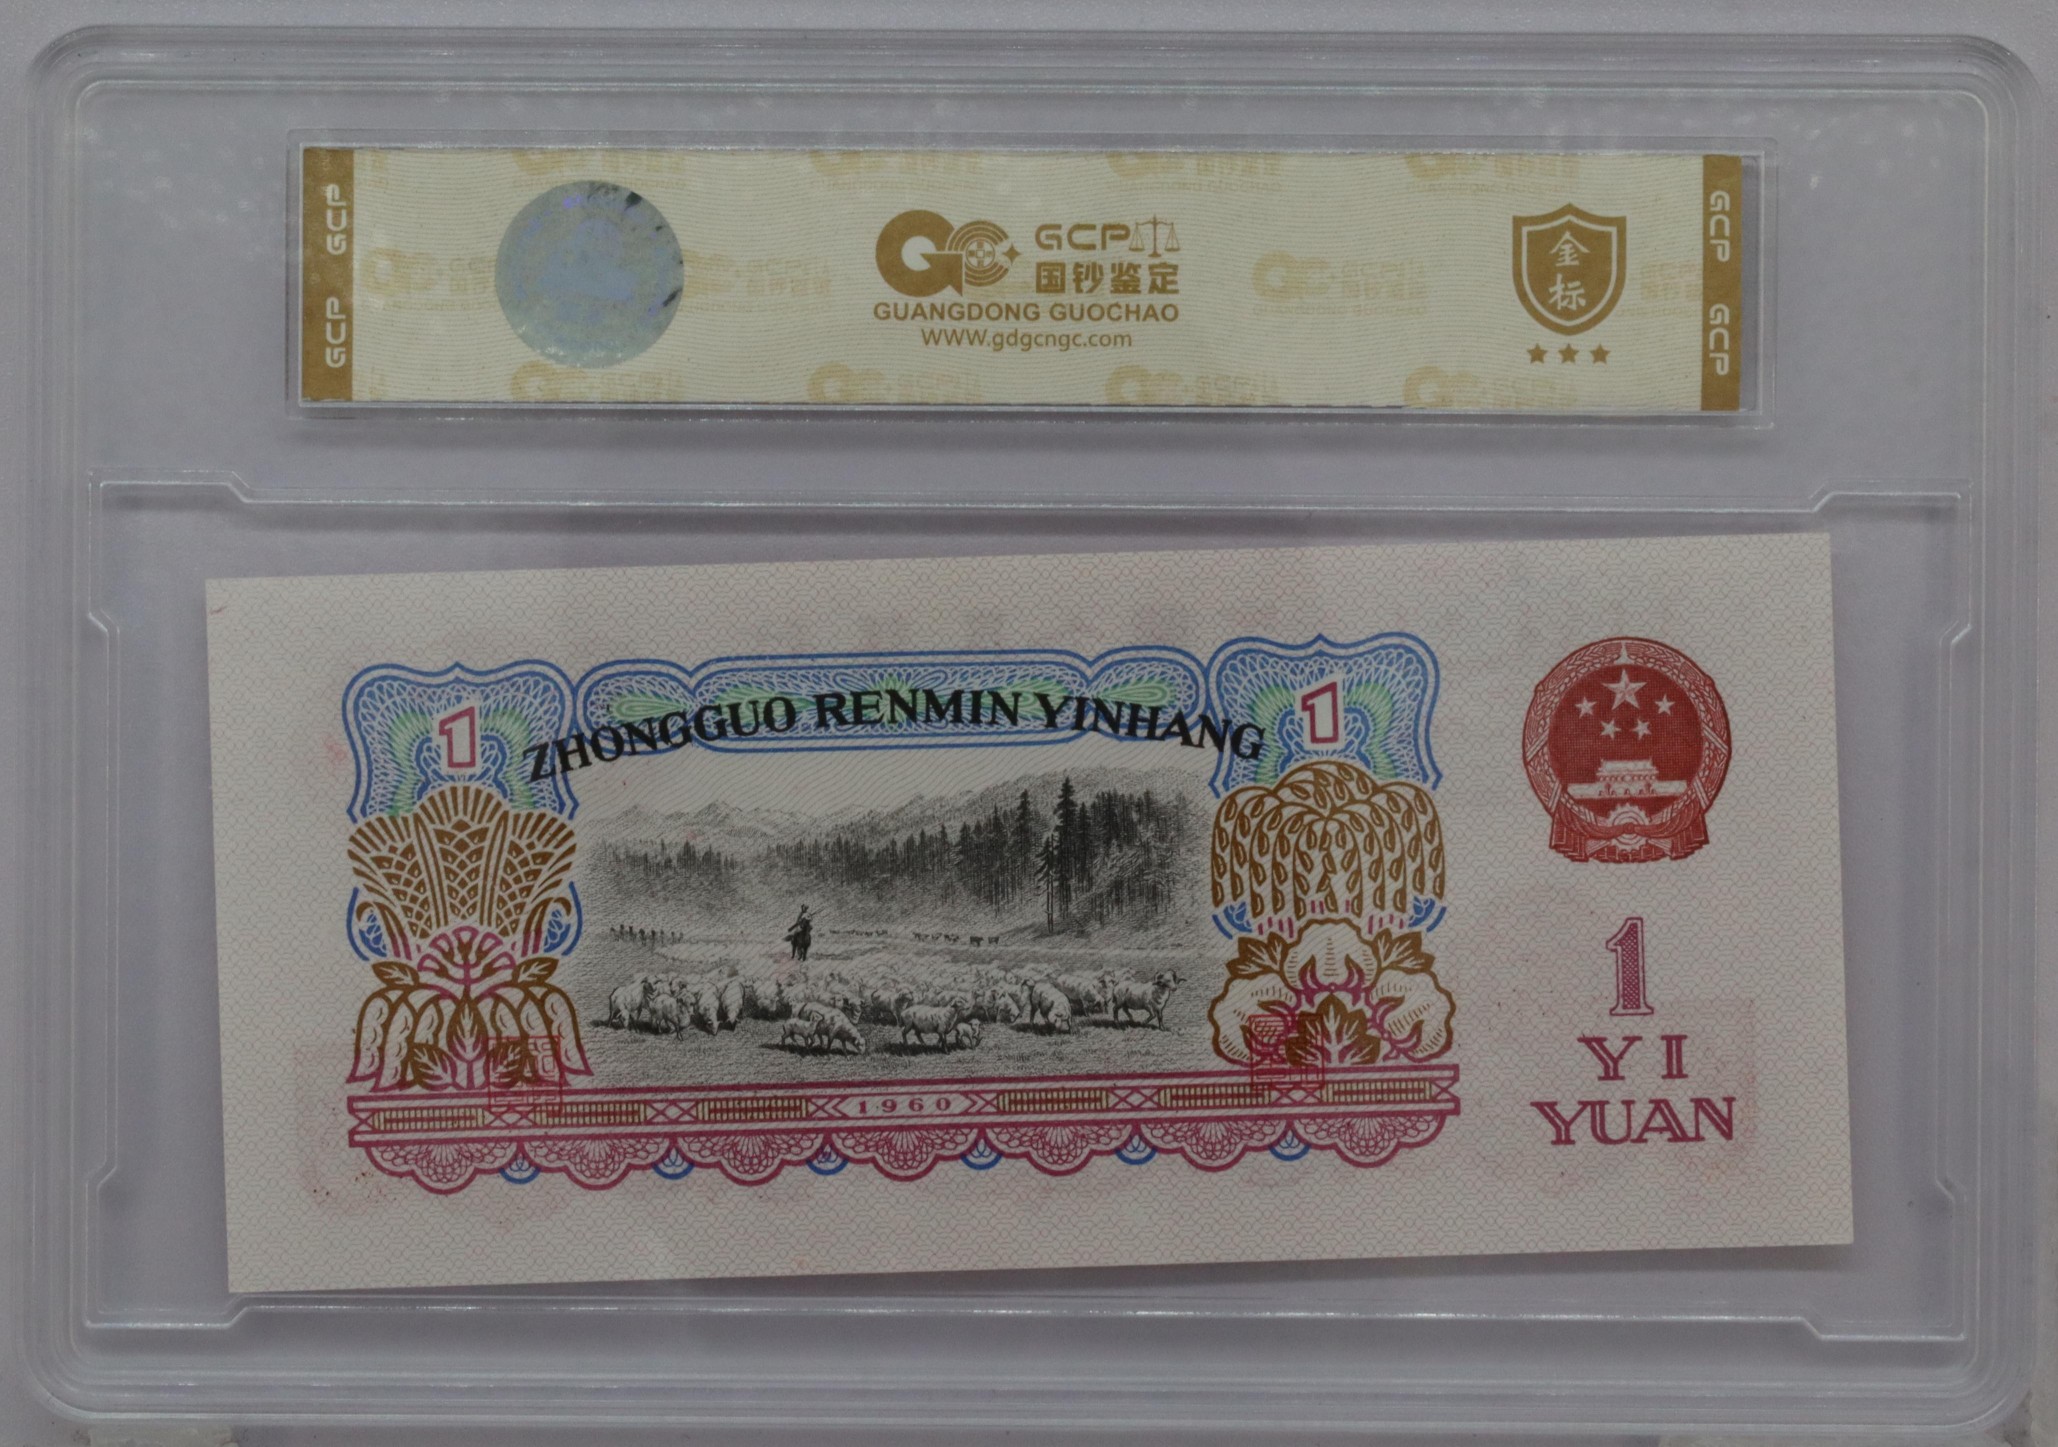 GCP GCP
GCP
国钞鉴定
GUANGDONG GUOCHAO
WWW.gdgcngc.com
金
标
GCP GCP
ZHONGGUO RENMIN YINHANG
1
1
1960
1
YI
YUAN